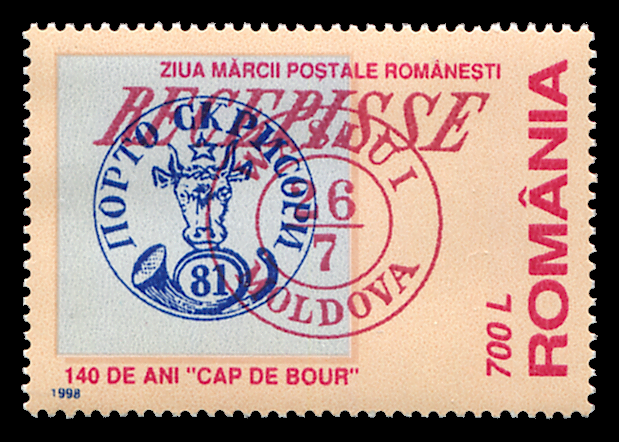 ZIUA MĂRCII POȘTALE ROMÂNEȘTI
RECEPISSE
ПОРТО СКРИСОРИ
81
26
7
MOLDOVA
ROMÂNIA
700 L
140 DE ANI "CAP DE BOUR"
1998